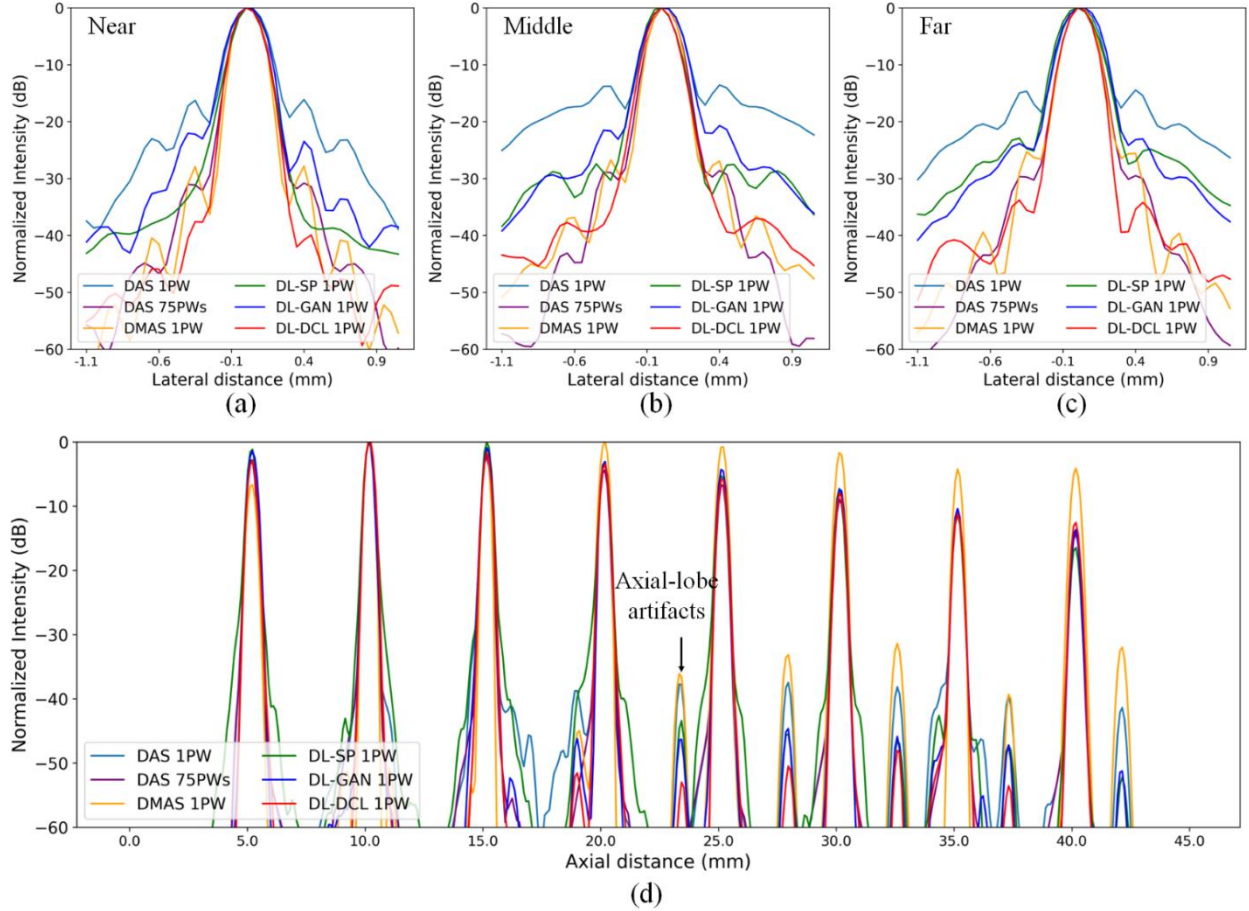 Near
Normalized Intensity (dB)
0
−10
−20
−30
−40
−50
−60
DAS 1PW
DAS 75PWs
DMAS 1PW
DL-SP 1PW
DL-GAN 1PW
DL-DCL 1PW
-1.1 -0.6 -0.1 0.4 0.9
Lateral distance (mm)
(a)
Middle
Normalized Intensity (dB)
0
−10
−20
−30
−40
−50
−60
DAS 1PW
DAS 75PWs
DMAS 1PW
DL-SP 1PW
DL-GAN 1PW
DL-DCL 1PW
-1.1 -0.6 -0.1 0.4 0.9
Lateral distance (mm)
(b)
Far
Normalized Intensity (dB)
0
−10
−20
−30
−40
−50
−60
DAS 1PW
DAS 75PWs
DMAS 1PW
DL-SP 1PW
DL-GAN 1PW
DL-DCL 1PW
-1.1 -0.6 -0.1 0.4 0.9
Lateral distance (mm)
(c)
Normalized Intensity (dB)
0
−10
−20
−30
−40
−50
−60
Axial-lobe
artifacts
DAS 1PW
DAS 75PWs
DMAS 1PW
DL-SP 1PW
DL-GAN 1PW
DL-DCL 1PW
0.0 5.0 10.0 15.0 20.0 25.0 30.0 35.0 40.0 45.0
Axial distance (mm)
(d)